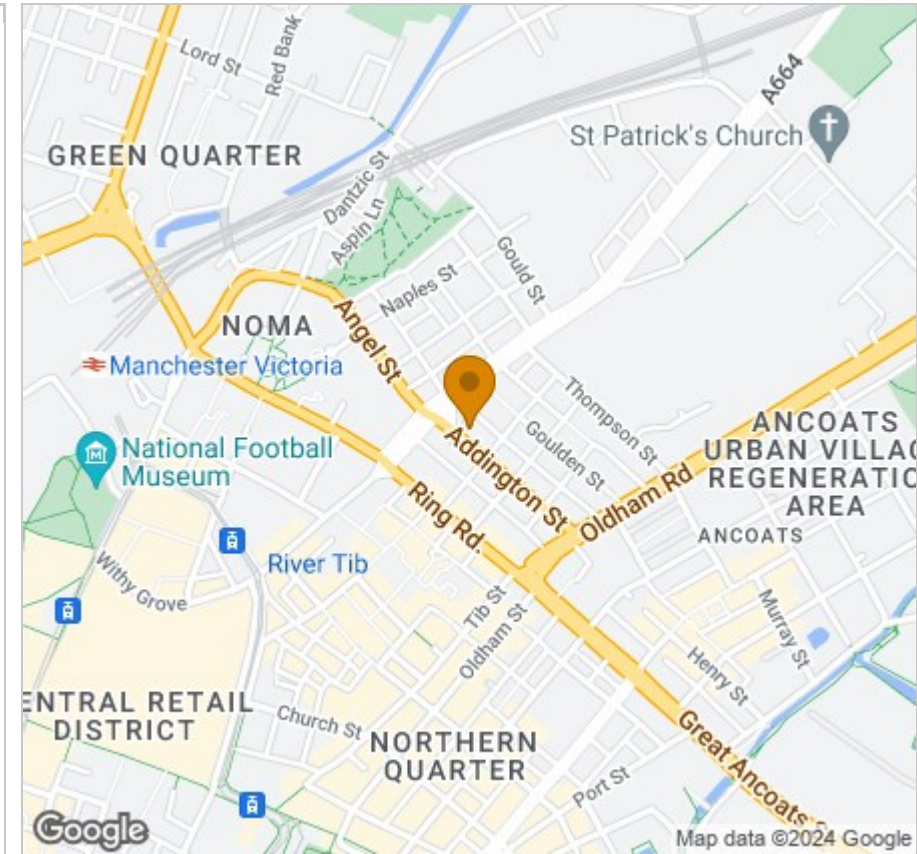 Lord St
Red Bank
A664
St Patrick's Church
GREEN QUARTER
Dantzic St
Aspin Ln
Gould St
Naples St
NOMA
Angel St
Manchester Victoria
Thompson St
National Football
Museum
Addington St
Goulden St
Oldham Rd
ANCOATS
URBAN VILLAG
REGENERATIO
AREA
ANCOATS
Ring Rd.
River Tib
Withy Grove
Tib St
Oldham St
Murray St
Henry St
ENTRAL RETAIL
DISTRICT
Church St
NORTHERN
QUARTER
Great Ancoats S
Port St
Google
Map data ©2024 Google